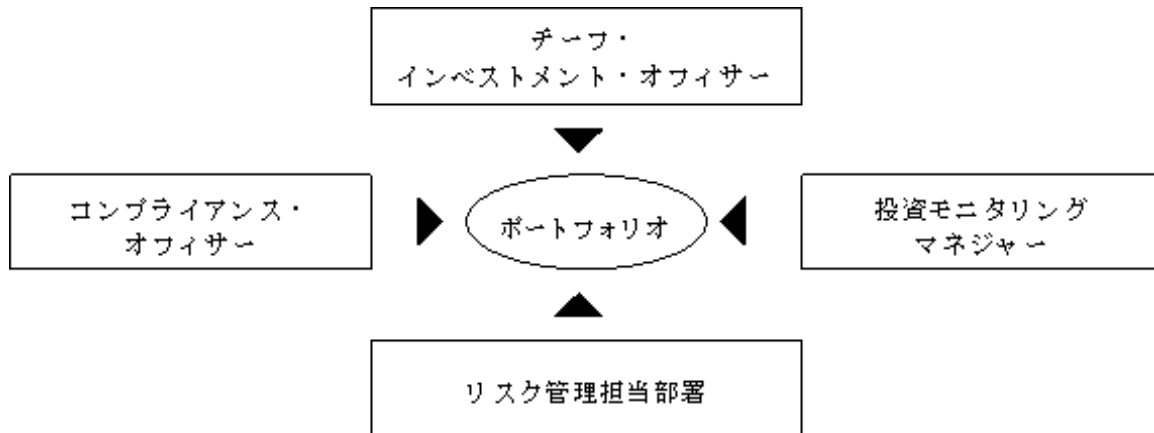 チーフ・
インベストメント・オフィサー
コンプライアンス・
オフィサー
ポートフォリオ
投資モニタリング
マネジャー
リスク管理担当部署